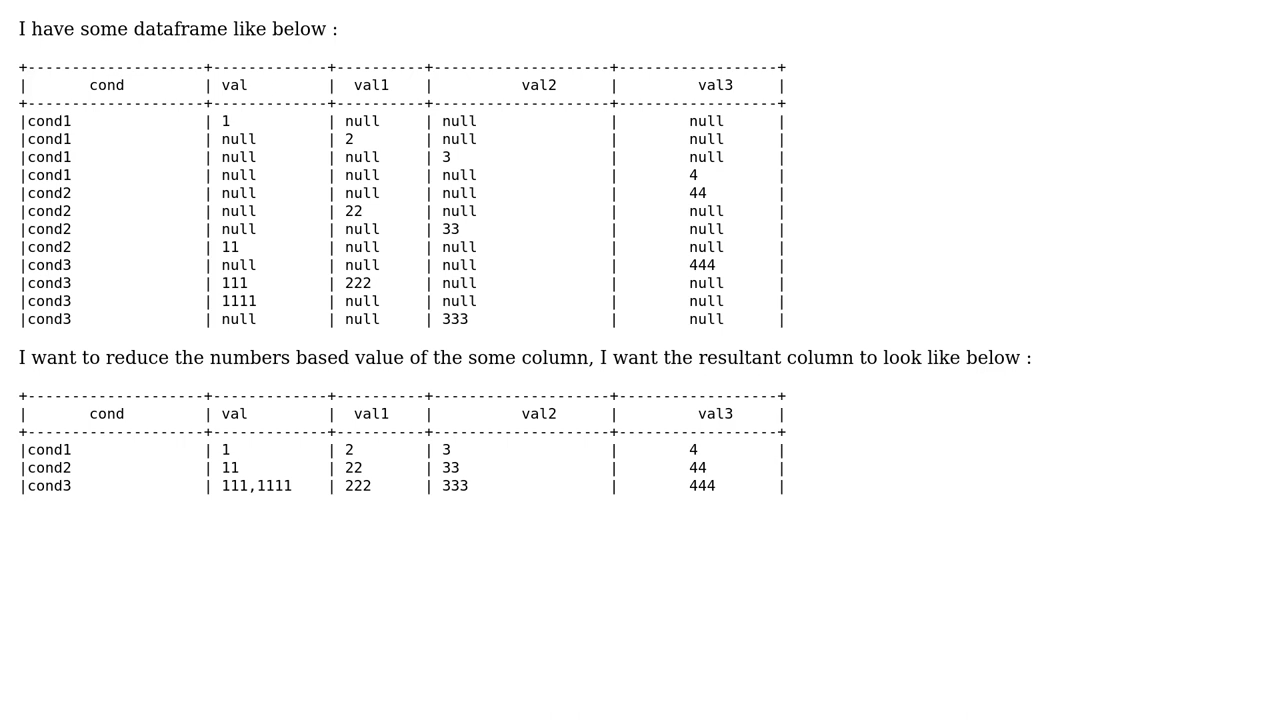 I have some dataframe like below :
+--------------------+-------------+----------+--------------------+-----------------+
|       cond         | val         |  val1    |          val2      |         val3     |
+--------------------+-------------+----------+--------------------+-----------------+
|cond1               | 1           | null     | null               |        null      |
|cond1               | null        | 2        | null               |        null      |
|cond1               | null        | null     | 3                  |        null      |
|cond1               | null        | null     | null               |        4         |
|cond2               | null        | null     | null               |        44        |
|cond2               | null        | 22       | null               |        null      |
|cond2               | null        | null     | 33                 |        null      |
|cond2               | 11          | null     | null               |        null      |
|cond3               | null        | null     | null               |        444       |
|cond3               | 111         | 222      | null               |        null      |
|cond3               | 1111        | null     | null               |        null      |
|cond3               | null        | null     | 333                |        null      |
I want to reduce the numbers based value of the some column, I want the resultant column to look like below :
+--------------------+-------------+----------+--------------------+-----------------+
|       cond         | val         |  val1    |          val2      |         val3     |
+--------------------+-------------+----------+--------------------+-----------------+
|cond1               | 1           | 2        | 3                  |        4         |
|cond2               | 11          | 22       | 33                 |        44        |
|cond3               | 111,1111    | 222      | 333                |        444       |